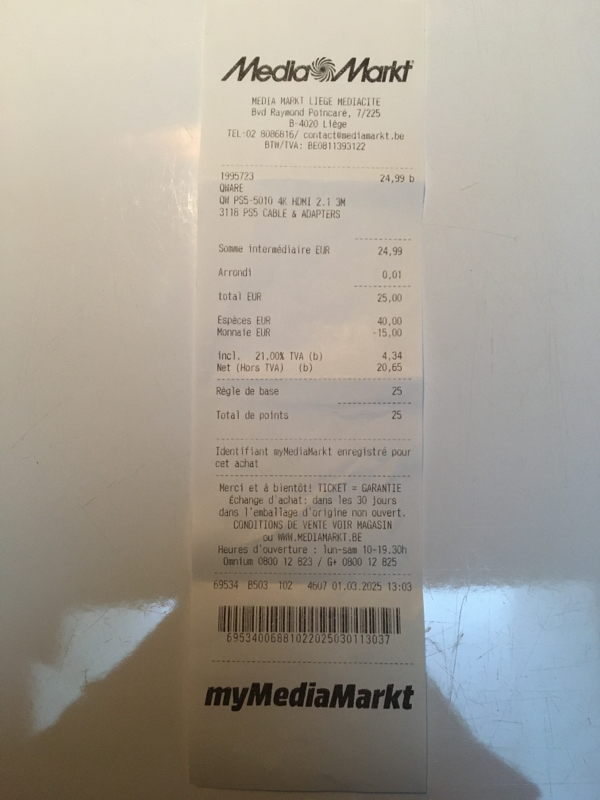 Media Markt
MEDIA MARKT LIEGE MEDIACITE
Bvd Raymond Poincaré, 7/225
B-4020 Liège
TEL-02 8086816/ contact@mediamarkt.be
BTW/TVA: BE0811393122
1995723 24,99 b
QWARE
QW PS5-5010 4K HDMI 2.1 3M
3118 PS5 CABLE & ADAPTERS
Somme intermédiaire EUR 24,99
Arrondi 0,01
total EUR 25,00
Espèces EUR 40,00
Monnaie EUR -15,00
incl. 21,00% TVA (b) 4,34
Net (Hors TVA) (b) 20,65
Règle de base 25
Total de points 25
Identifiant myMediaMarkt enregistré pour
cet achat
Merci et à bientôt! TICKET = GARANTIE
Échange d'achat: dans les 30 jours
dans l'emballage d'origine non ouvert.
CONDITIONS DE VENTE VOIR MAGASIN
ou WWW.MEDIAMARKT.BE
Heures d'ouverture : lun-sam 10-19.30h
Omnium 0800 12 823 / G+ 0800 12 825
69534 B503 102 4607 01.03.2025 13:03
69534006881022025030113037
myMediaMarkt